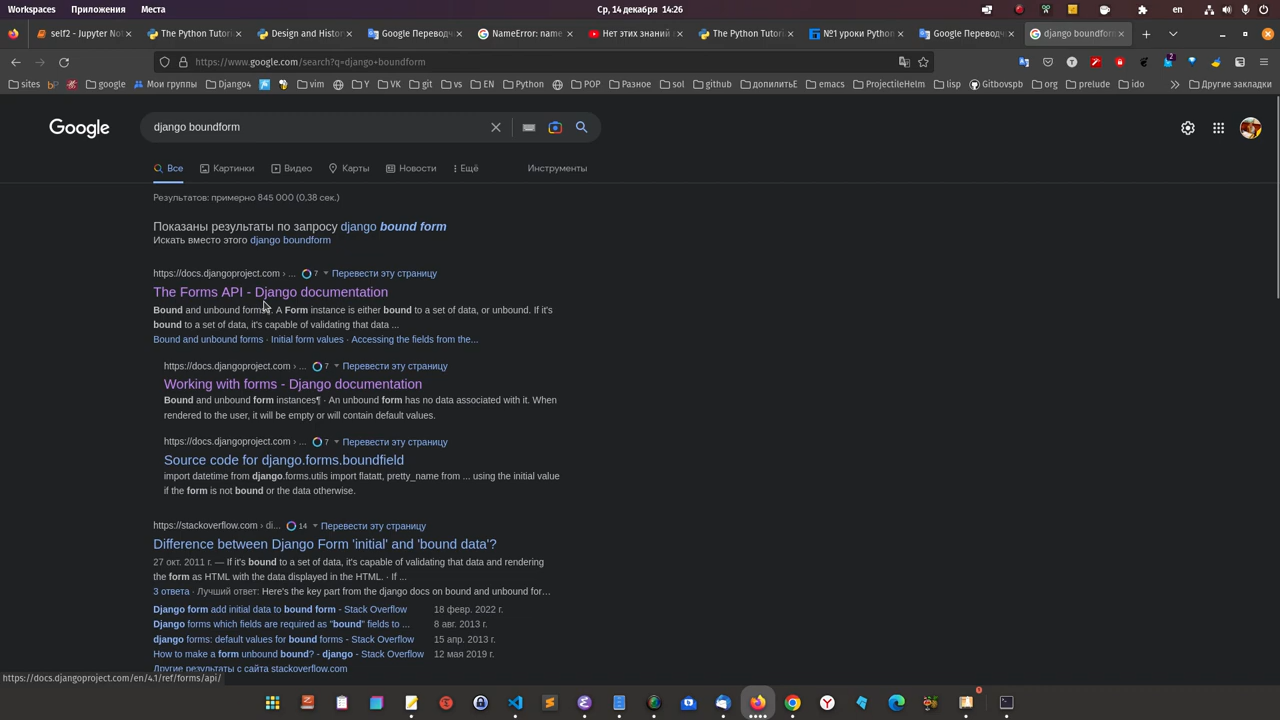 Workspaces Приложения Места Ср, 14 декабря 14:26 en
self2 - Jupyter Not The Python Tutori Design and Histor Google Переводч NameError: name Нет этих знаний The Python Tutori №1 уроки Python Google Переводч django boundform
https://www.google.com/search?q=django+boundform 2
sites google Мои группы Django4 vim Y VK git vs EN Python POP Разное sol github допилитьЕ emacs ProjectileHelm lisp Gitbovspb org prelude ido Другие закладки
Google django boundform
Все Картинки Видео Карты Новости Ещё Инструменты
Результатов: примерно 845 000 (0,38 сек.)
Показаны результаты по запросу django bound form
Искать вместо этого django boundform
https://docs.djangoproject.com › ... 7 Перевести эту страницу
The Forms API - Django documentation
Bound and unbound forms¶. A Form instance is either bound to a set of data, or unbound. If it's
bound to a set of data, it's capable of validating that data ...
Bound and unbound forms · Initial form values · Accessing the fields from the...
https://docs.djangoproject.com › ... 7 Перевести эту страницу
Working with forms - Django documentation
Bound and unbound form instances¶ · An unbound form has no data associated with it. When
rendered to the user, it will be empty or will contain default values.
https://docs.djangoproject.com › ... 7 Перевести эту страницу
Source code for django.forms.boundfield
import datetime from django.forms.utils import flatatt, pretty_name from ... using the initial value
if the form is not bound or the data otherwise.
https://stackoverflow.com › di... 14 Перевести эту страницу
Difference between Django Form 'initial' and 'bound data'?
27 окт. 2011 г. — If it's bound to a set of data, it's capable of validating that data and rendering
the form as HTML with the data displayed in the HTML. · If ...
3 ответа · Лучший ответ: Here's the key part from the django docs on bound and unbound for…
Django form add initial data to bound form - Stack Overflow 18 февр. 2022 г.
Django forms which fields are required as "bound" fields to ... 8 авг. 2013 г.
django forms: default values for bound forms - Stack Overflow 15 апр. 2013 г.
How to make a form unbound bound? - django - Stack Overflow 12 мая 2019 г.
Другие результаты с сайта stackoverflow.com
https://docs.djangoproject.com/en/4.1/ref/forms/api/